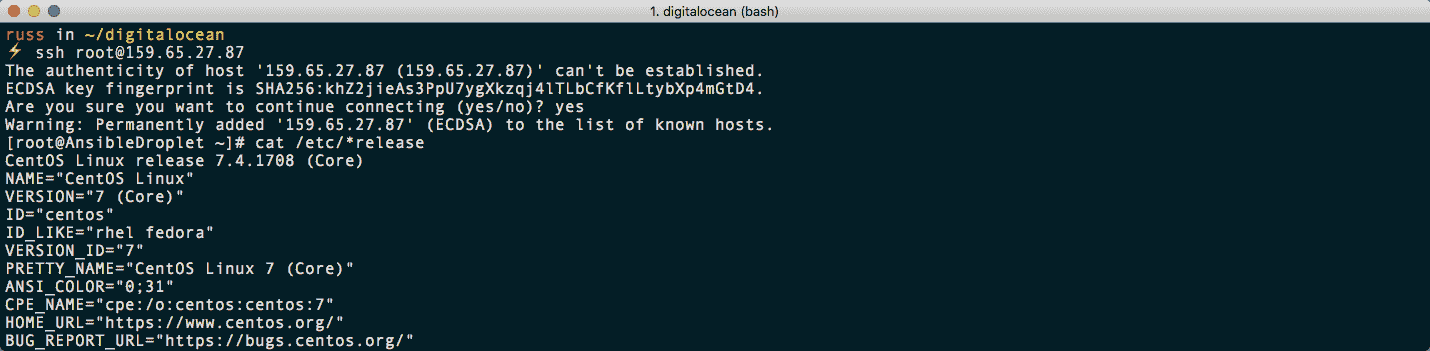 1. digitalocean (bash)
russ in ~/digitalocean
⚡ ssh root@159.65.27.87
The authenticity of host '159.65.27.87 (159.65.27.87)' can't be established.
ECDSA key fingerprint is SHA256:khZ2jieAs3PpU7ygXkzqj4lTLbCfKflLtybXp4mGtD4.
Are you sure you want to continue connecting (yes/no)? yes
Warning: Permanently added '159.65.27.87' (ECDSA) to the list of known hosts.
[root@AnsibleDroplet ~]# cat /etc/*release
CentOS Linux release 7.4.1708 (Core)
NAME="CentOS Linux"
VERSION="7 (Core)"
ID="centos"
ID_LIKE="rhel fedora"
VERSION_ID="7"
PRETTY_NAME="CentOS Linux 7 (Core)"
ANSI_COLOR="0;31"
CPE_NAME="cpe:/o:centos:centos:7"
HOME_URL="https://www.centos.org/"
BUG_REPORT_URL="https://bugs.centos.org/"